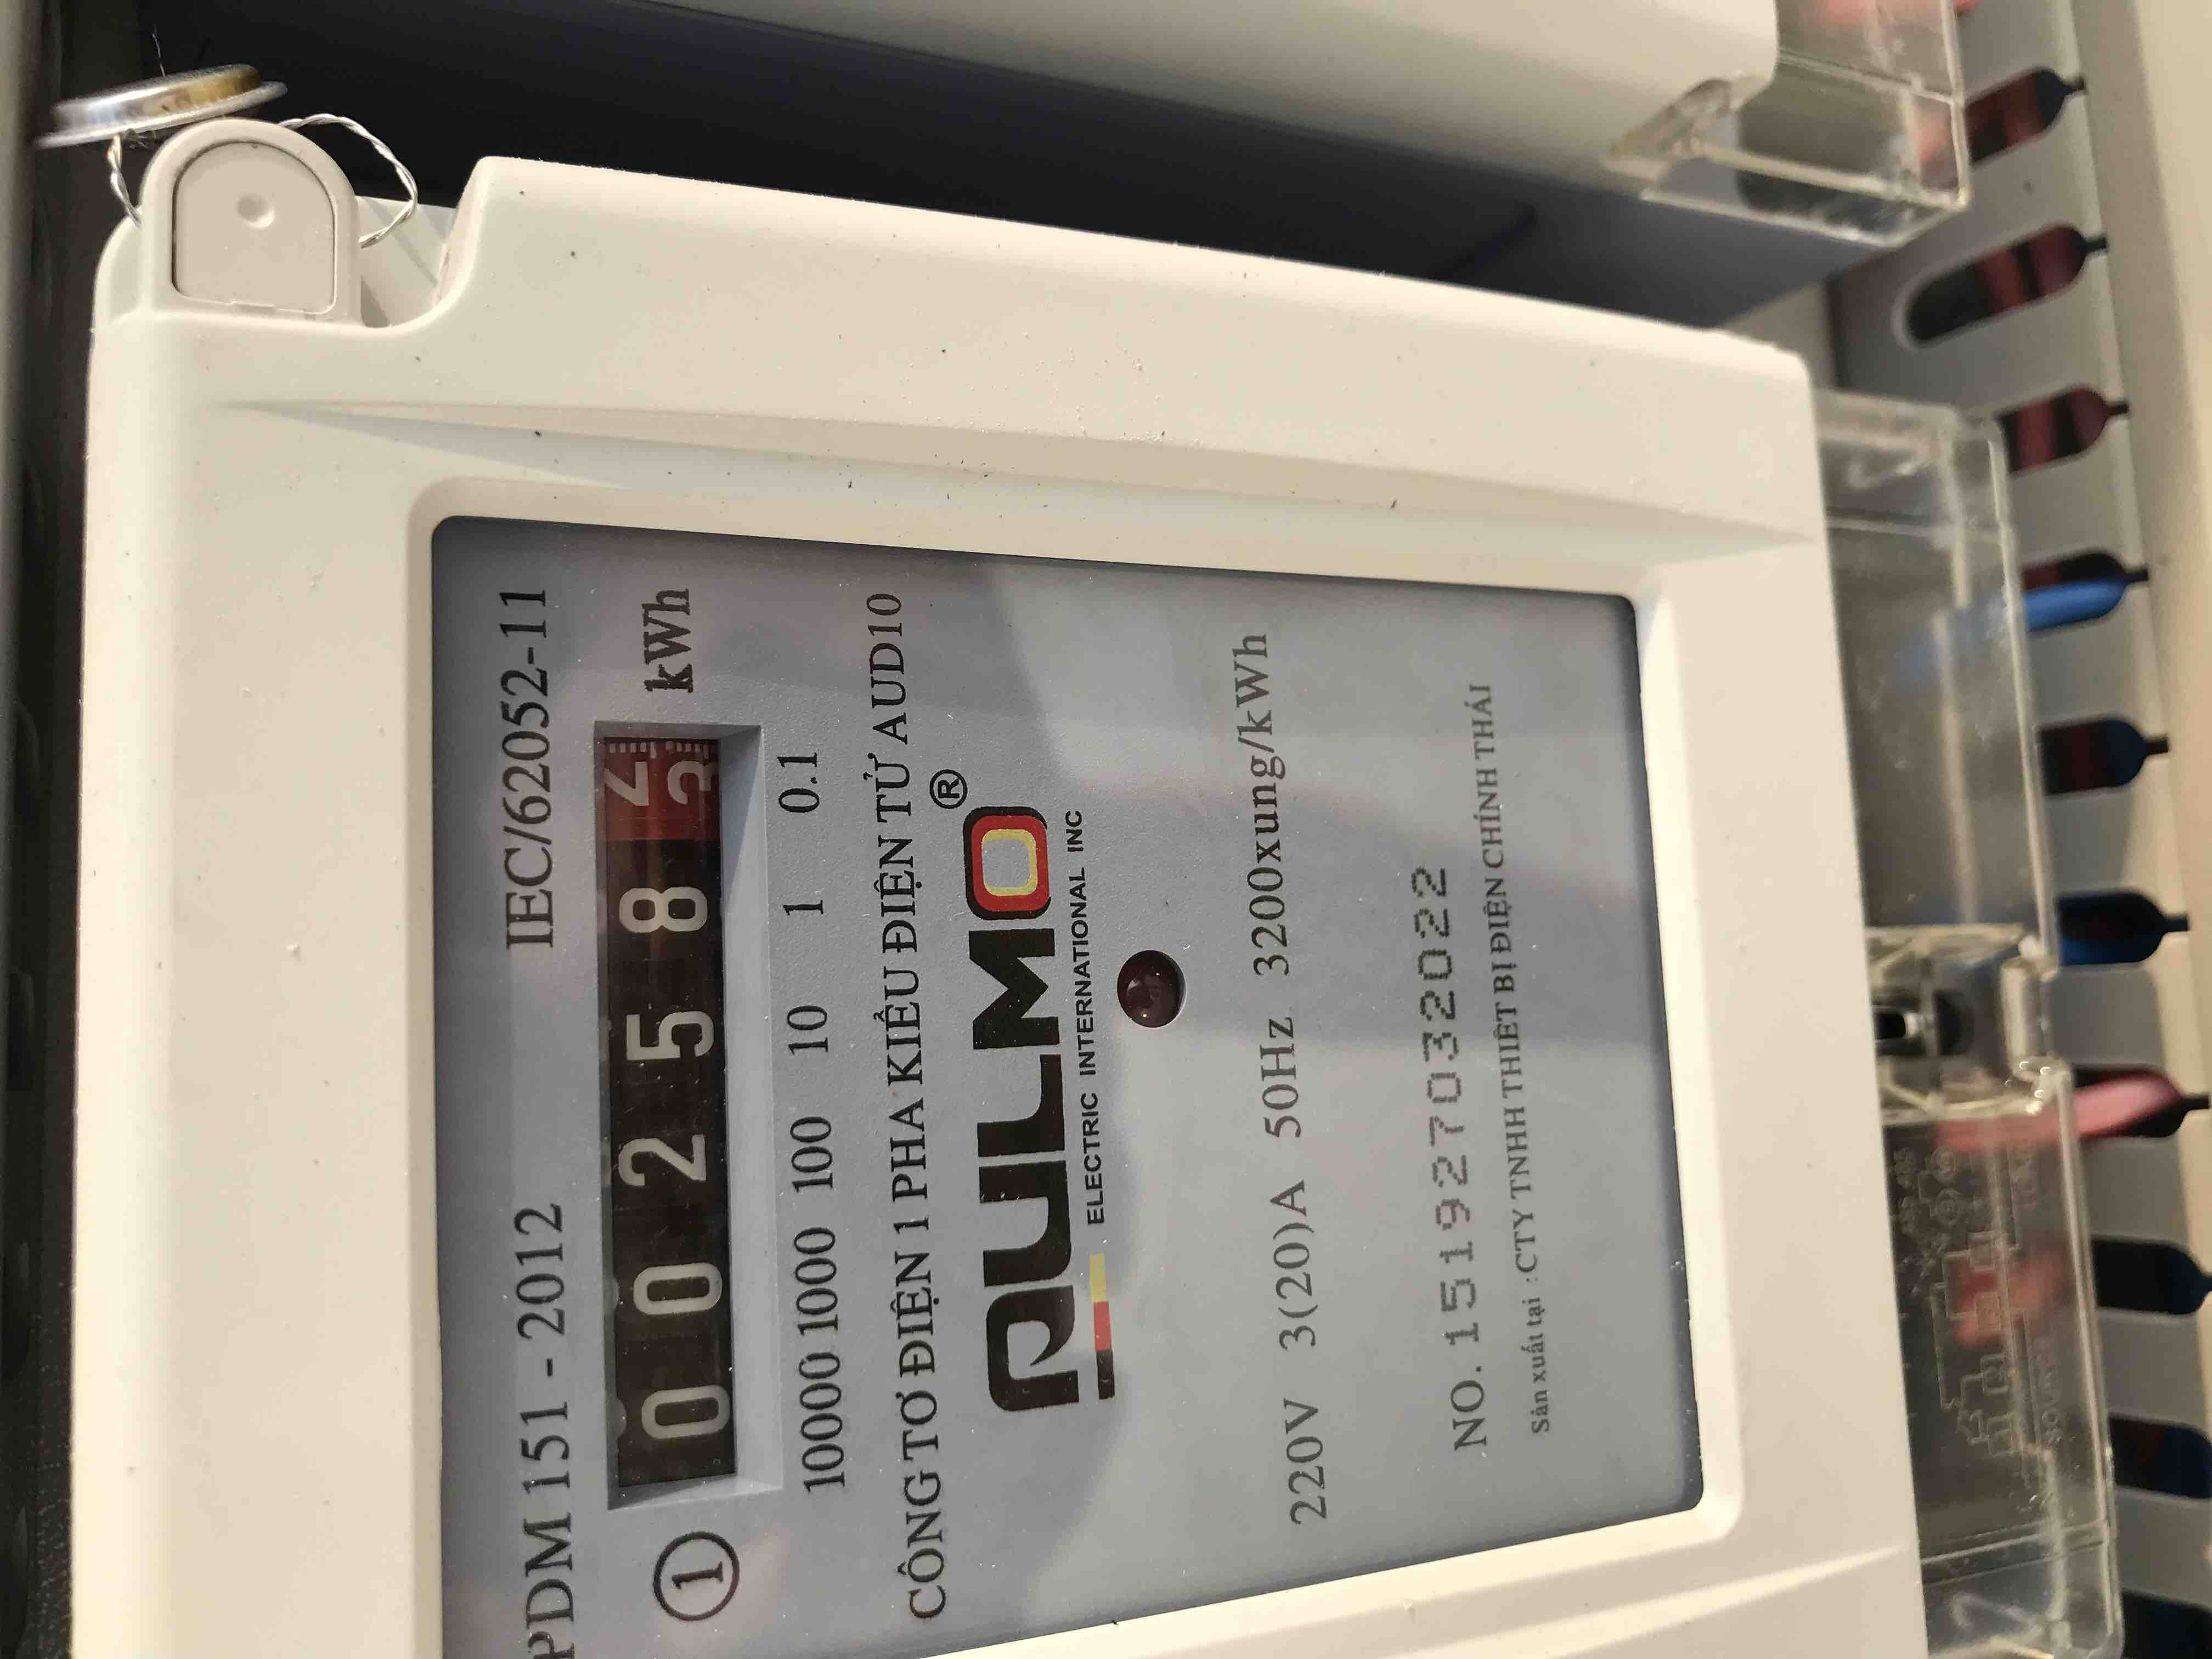 PDM 151 - 2012 IEC/62052-11
1 0 0 2 5 8 kWh
10000 1000 100 10 1 0.1
CÔNG TƠ ĐIỆN 1 PHA KIỂU ĐIỆN TỬ AUD10
PULMO ®
ELECTRIC INTERNATIONAL INC
220V 3(20)A 50Hz 3200xung/kWh
NO. 151927032022
Sản xuất tại :CTY TNHH THIẾT BỊ ĐIỆN CHÍNH THÁI